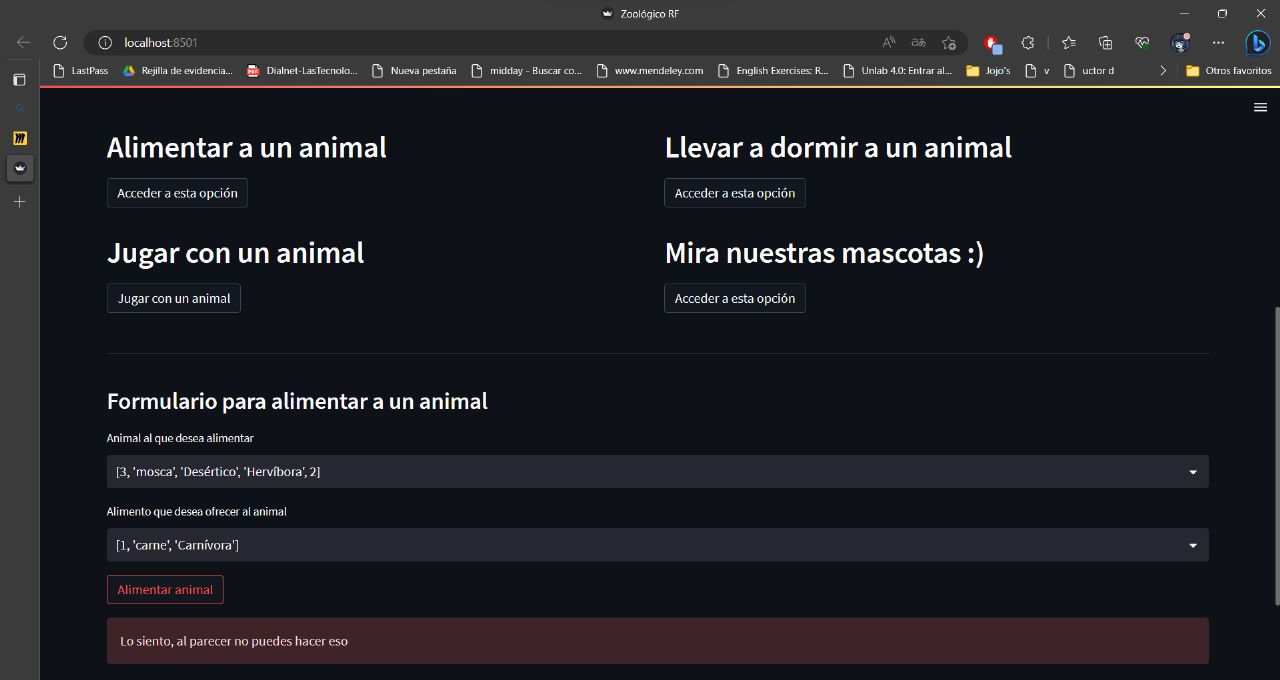 Zoológico RF
localhost:8501
LastPass
Rejilla de evidencia...
Dialnet-LasTecnolo...
Nueva pestaña
midday - Buscar co...
www.mendeley.com
English Exercises: R...
Unlab 4.0: Entrar al...
Jojo's
v
uctor d
Otros favoritos
Alimentar a un animal
Llevar a dormir a un animal
Acceder a esta opción
Acceder a esta opción
Jugar con un animal
Mira nuestras mascotas :)
Jugar con un animal
Acceder a esta opción
Formulario para alimentar a un animal
Animal al que desea alimentar
[3, 'mosca', 'Desértico', 'Hervíbora', 2]
Alimento que desea ofrecer al animal
[1, 'carne', 'Carnívora']
Alimentar animal
Lo siento, al parecer no puedes hacer eso